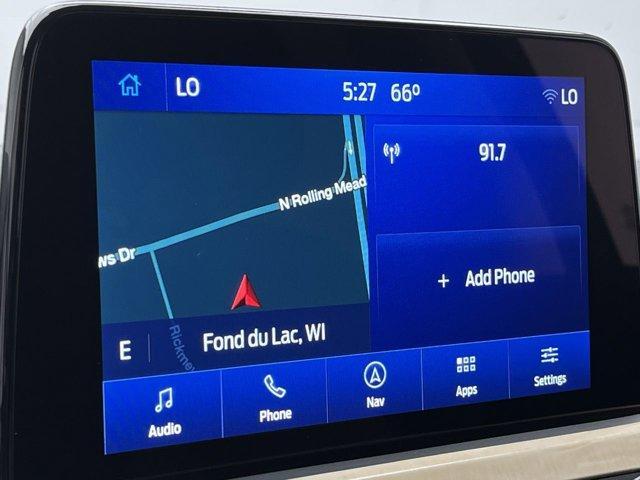 LO 5:27 66° LO
91.7
N Rolling Mead
ws Dr
+ Add Phone
E Fond du Lac, WI
Rickme
Audio Phone Nav Apps Settings